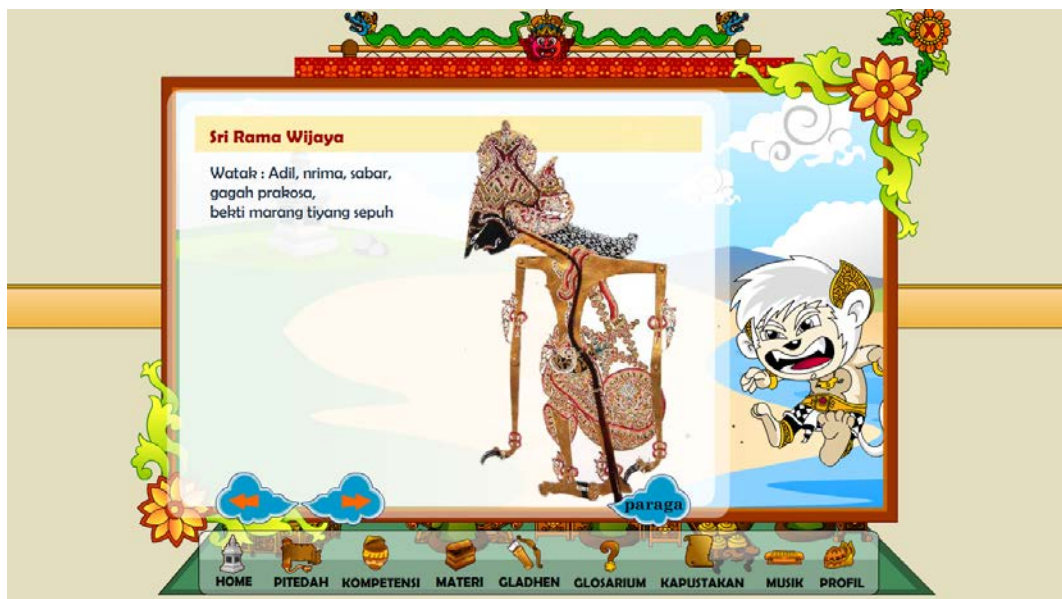 X
Sri Rama Wijaya
Watak : Adil, nrima, sabar,
gagah prakosa,
bekti marang tiyang sepuh
paraga
HOME PITEDAH KOMPETENSI MATERI GLADHEN GLOSARIUM KAPUSTAKAN MUSIK PROFIL